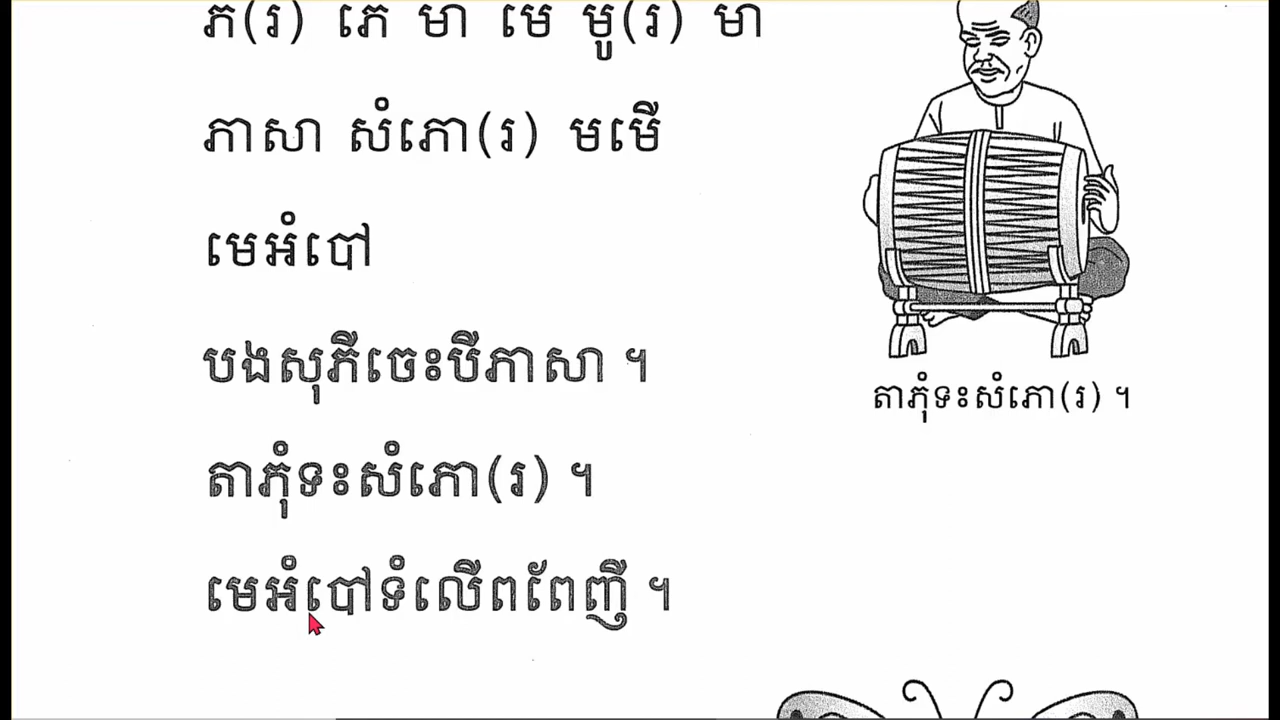 ភ(រ) ភេ មា មេ មូ(រ) មា
ភាសា សំភោ(រ) មមើ
មេអំបៅ
បងសុភីចេះបីភាសា ។
តាភុំទះសំភោ(រ) ។
មេអំបៅទំលើពពែញី ។
តាភុំទះសំភោ(រ) ។